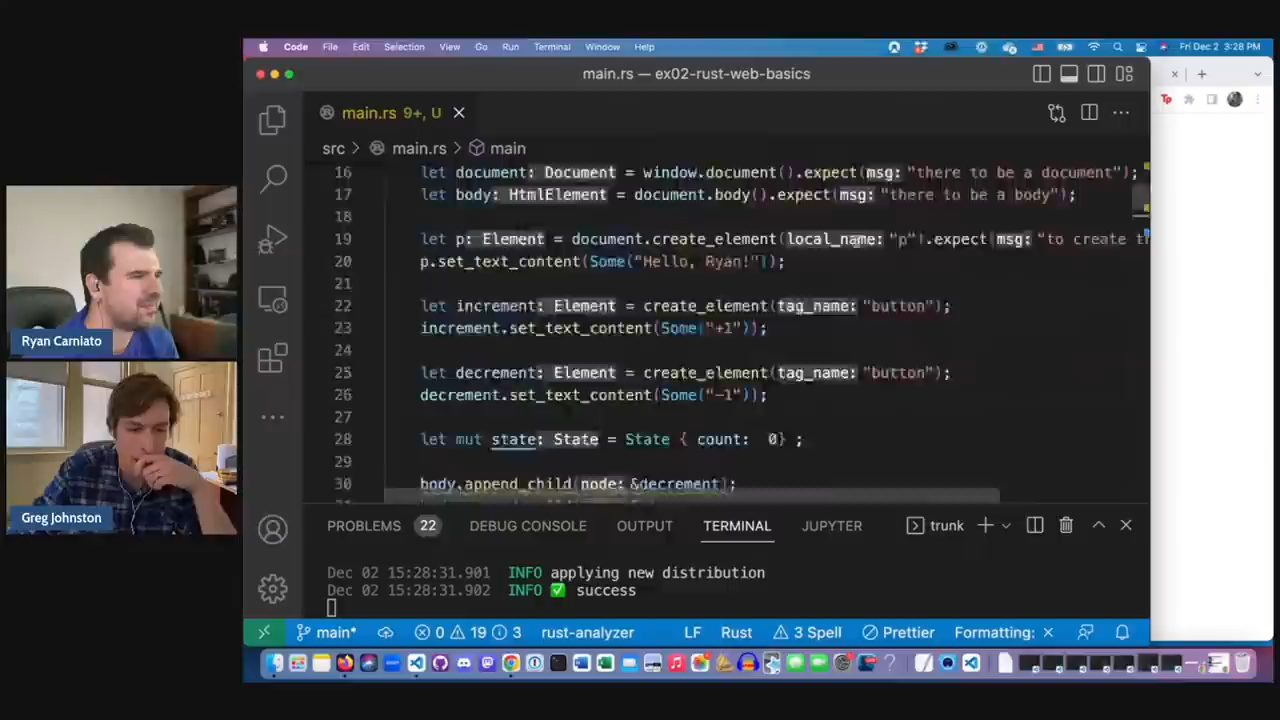 Code File Edit Selection View Go Run Terminal Window Help Fri Dec 2 3:28 PM
main.rs — ex02-rust-web-basics
main.rs 9+, U
src > main.rs > main
16 let document: Document = window.document().expect(msg: "there to be a document");
17 let body: HtmlElement = document.body().expect(msg: "there to be a body");
18
19 let p: Element = document.create_element(local_name: "p").expect(msg: "to create
20 p.set_text_content(Some("Hello, Ryan!"));
21
22 let increment: Element = create_element(tag_name: "button");
23 increment.set_text_content(Some("+1"));
24
25 let decrement: Element = create_element(tag_name: "button");
26 decrement.set_text_content(Some("-1"));
27
28 let mut state: State = State { count: 0} ;
29
30 body.append_child(node: &decrement);
PROBLEMS 22 DEBUG CONSOLE OUTPUT TERMINAL JUPYTER trunk
Dec 02 15:28:31.901 INFO applying new distribution
Dec 02 15:28:31.902 INFO ✅ success
main* 0 19 3 rust-analyzer LF Rust 3 Spell Prettier Formatting: ×
Ryan Carniato
Greg Johnston